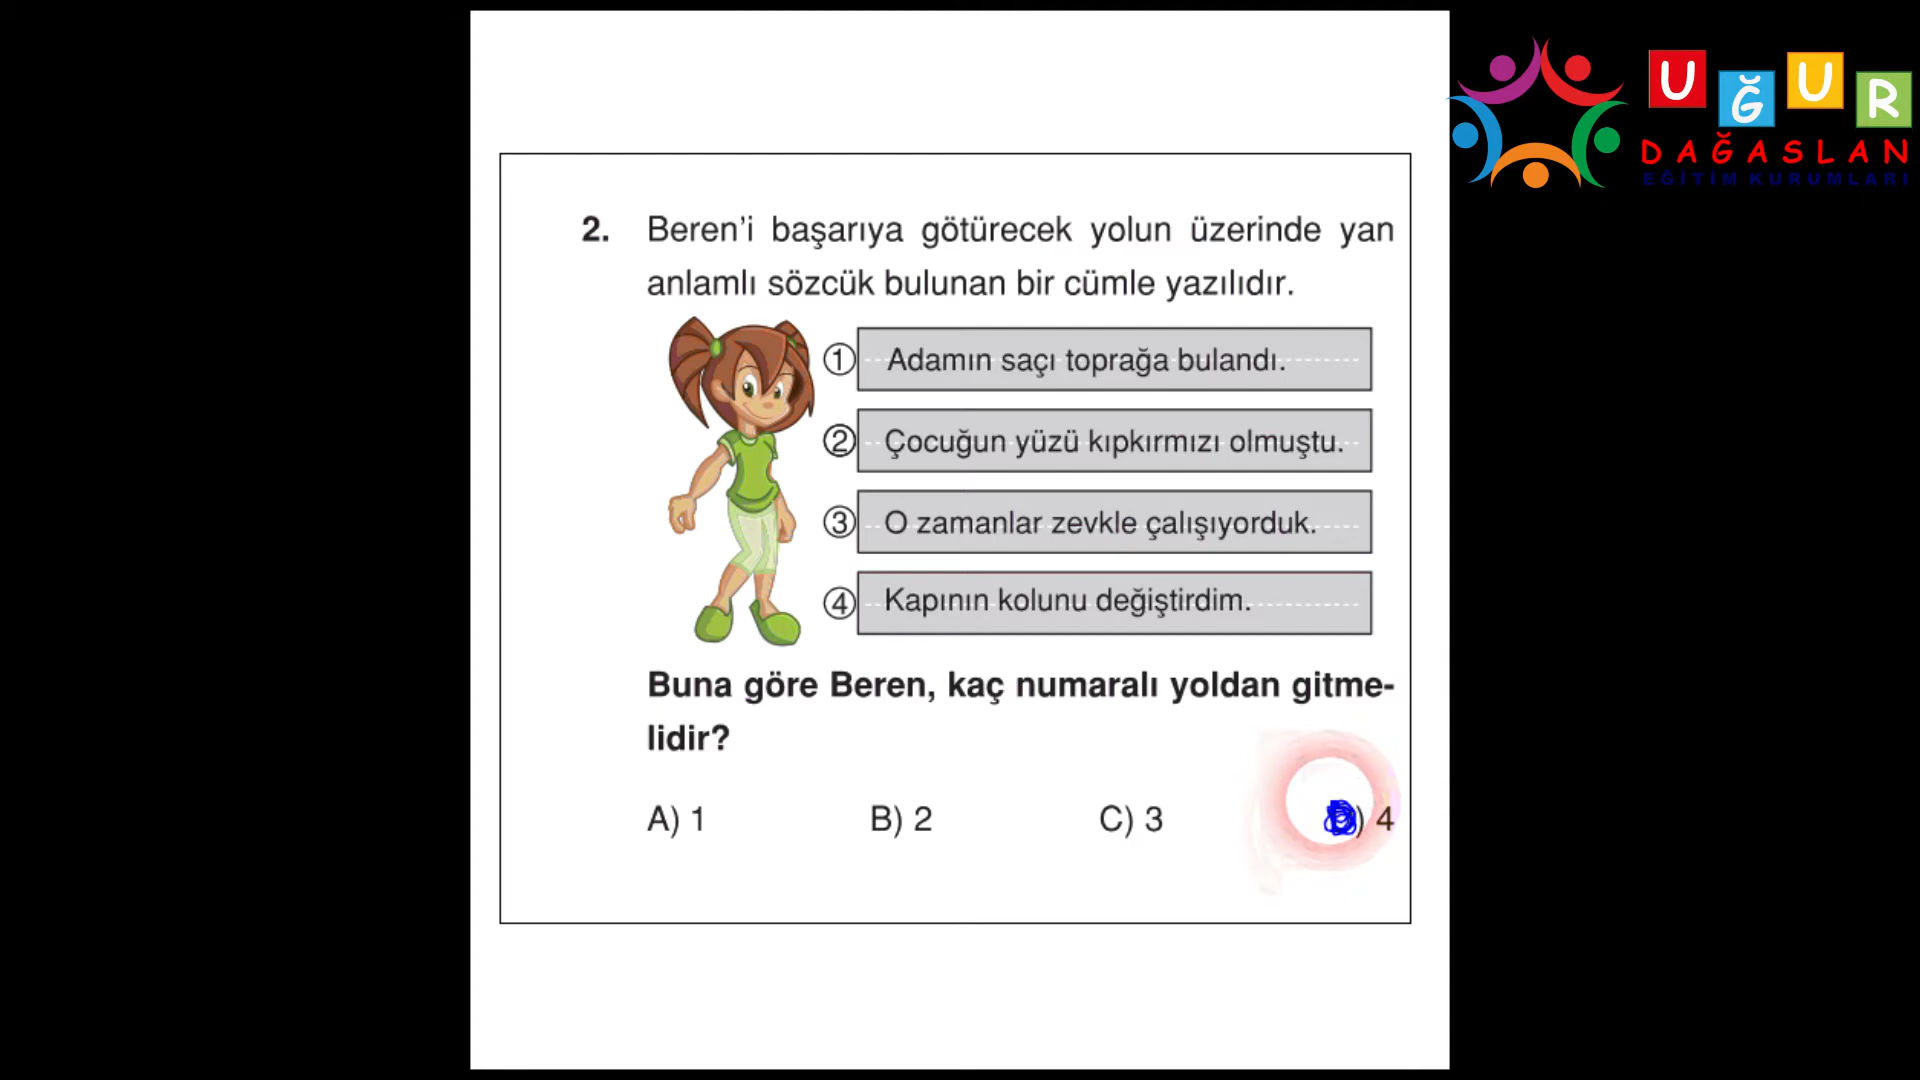 UĞUR
DAĞASLAN
EĞİTİM KURUMLARI
2. Beren’i başarıya götürecek yolun üzerinde yan
anlamlı sözcük bulunan bir cümle yazılıdır.
① Adamın saçı toprağa bulandı.
② Çocuğun yüzü kıpkırmızı olmuştu.
③ O zamanlar zevkle çalışıyorduk.
④ Kapının kolunu değiştirdim.
Buna göre Beren, kaç numaralı yoldan gitme-
lidir?
A) 1 B) 2 C) 3 D) 4